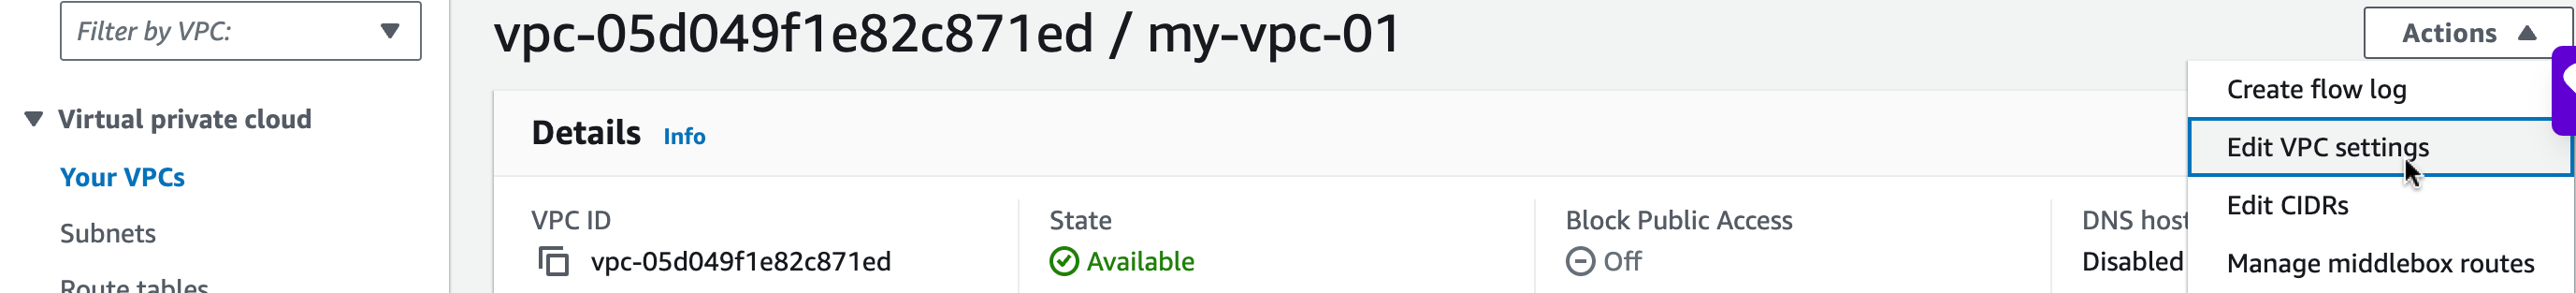 Filter by VPC:
vpc-05d049f1e82c871ed / my-vpc-01
Actions
Virtual private cloud
Your VPCs
Subnets
Route tables
Details Info
VPC ID
vpc-05d049f1e82c871ed
State
Available
Block Public Access
Off
DNS host
Disabled
Create flow log
Edit VPC settings
Edit CIDRs
Manage middlebox routes